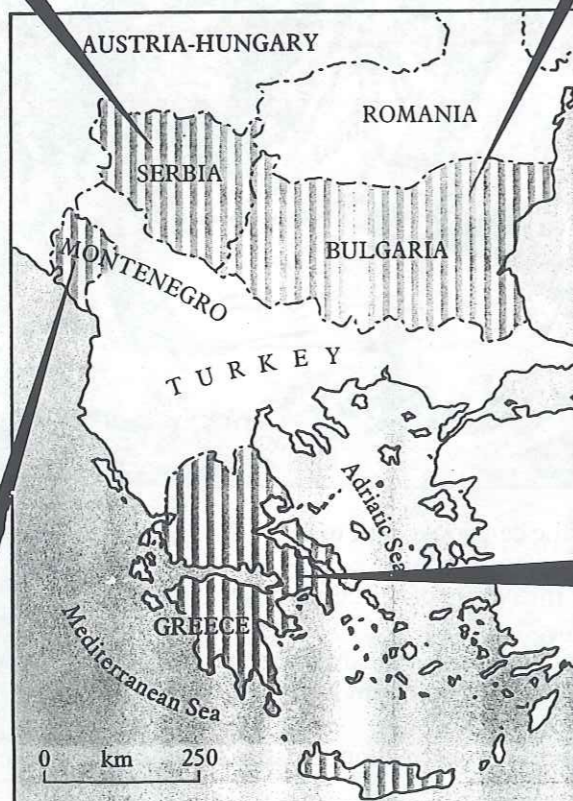 AUSTRIA-HUNGARY
ROMANIA
SERBIA
BULGARIA
MONTENEGRO
TURKEY
Adriatic Sea
GREECE
Mediterranean Sea
0 km 250